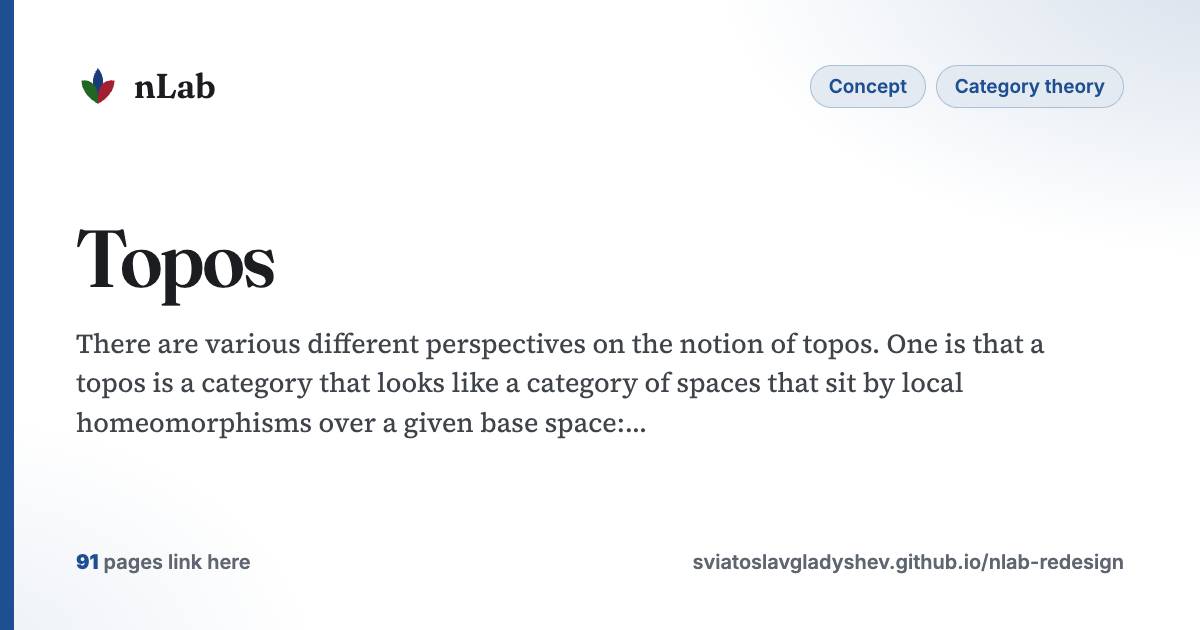 nLab
Concept
Category theory
Topos
There are various different perspectives on the notion of topos. One is that a
topos is a category that looks like a category of spaces that sit by local
homeomorphisms over a given base space:...
91 pages link here
sviatoslavgladyshev.github.io/nlab-redesign